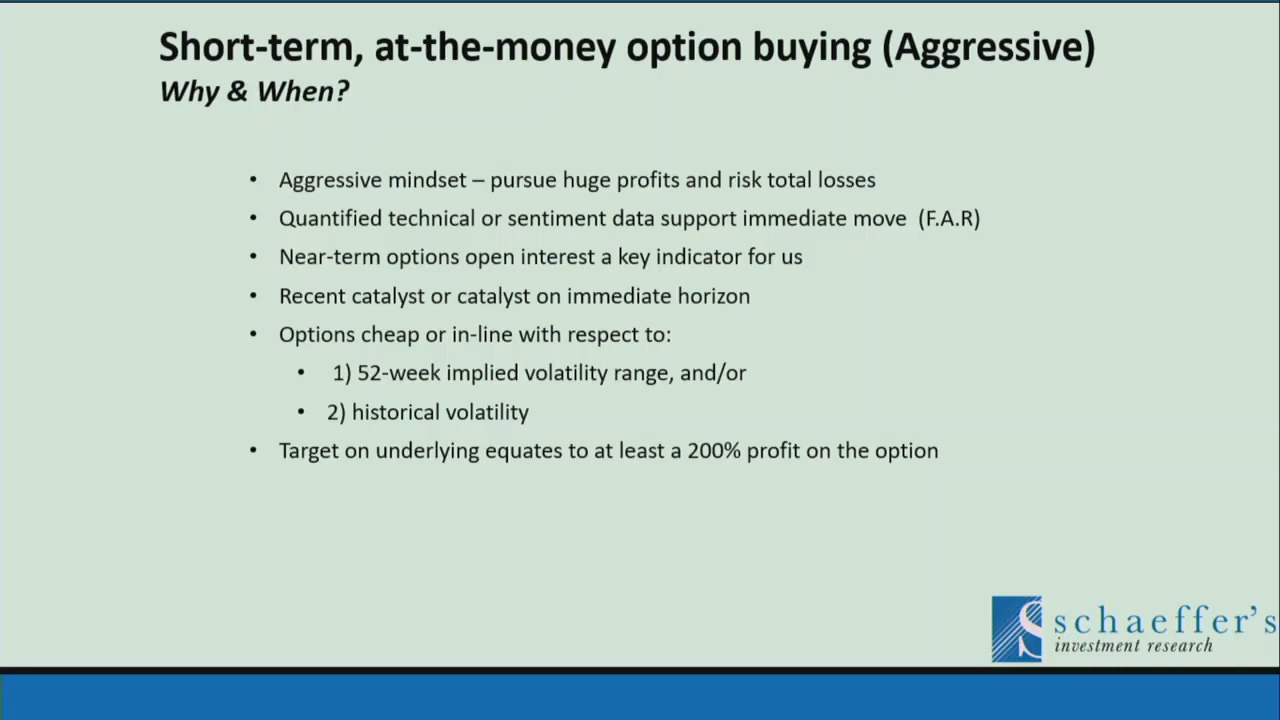 Short-term, at-the-money option buying (Aggressive)
Why & When?
• Aggressive mindset – pursue huge profits and risk total losses
• Quantified technical or sentiment data support immediate move  (F.A.R)
• Near-term options open interest a key indicator for us
• Recent catalyst or catalyst on immediate horizon
• Options cheap or in-line with respect to:
• 1) 52-week implied volatility range, and/or
• 2) historical volatility
• Target on underlying equates to at least a 200% profit on the option
schaeffer's
investment research